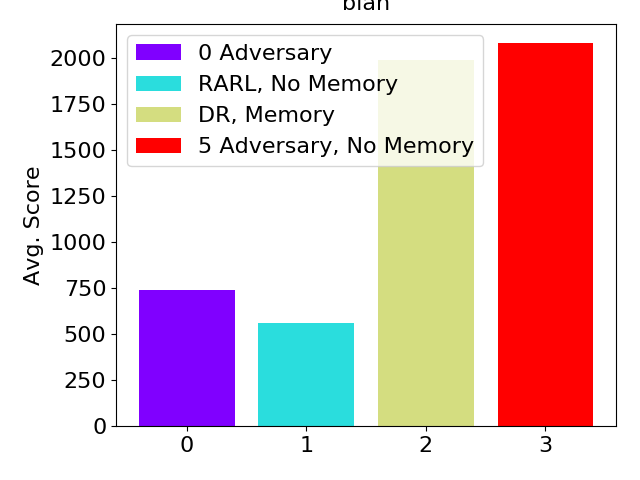 blah
Avg. Score
2000
1750
1500
1250
1000
750
500
250
0
0 Adversary
RARL, No Memory
DR, Memory
5 Adversary, No Memory
0 1 2 3